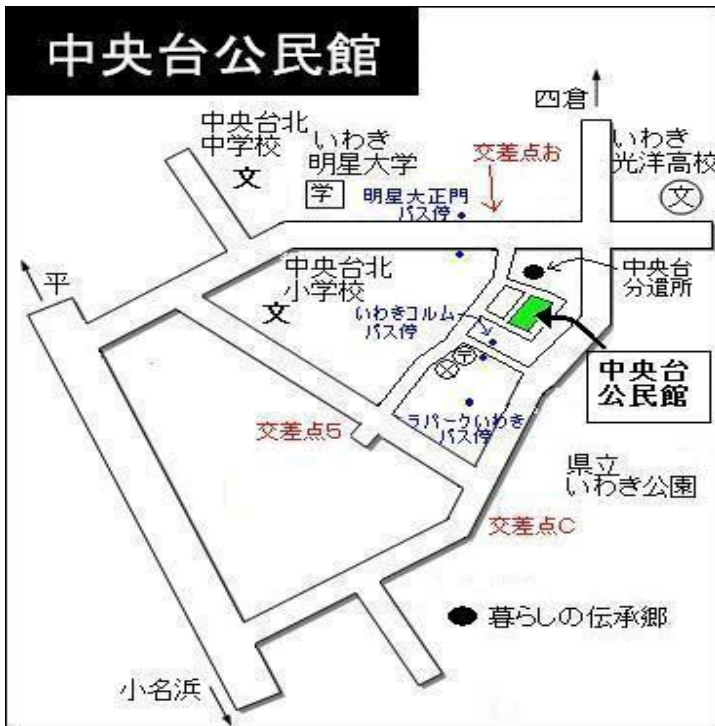 中央台公民館
四倉
中央台北
中学校
文
いわき
明星大学
学
交差点お
いわき
光洋高校
文
明星大正門
バス停
平
中央台北
小学校
文
中央台
分遣所
いわきコルム
バス停
〒
中央台
公民館
交差点5
ラパークいわき
バス停
県立
いわき公園
交差点C
暮らしの伝承郷
小名浜